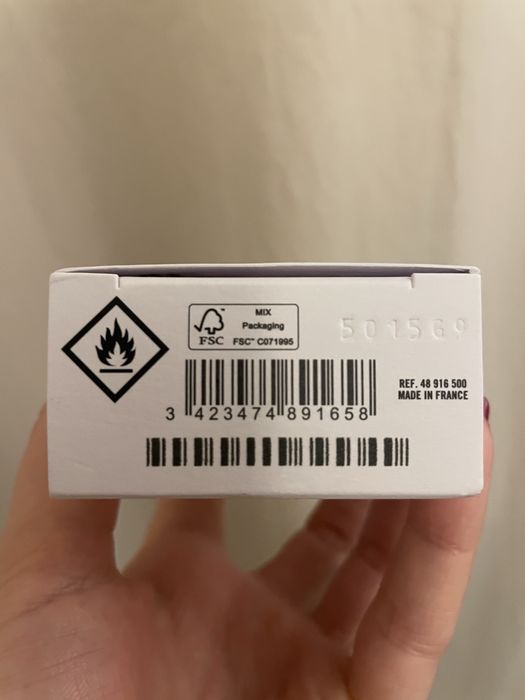 MIX
Packaging
FSC
FSC™ C071995
501569
3 423474 891658
REF. 48 916 500
MADE IN FRANCE